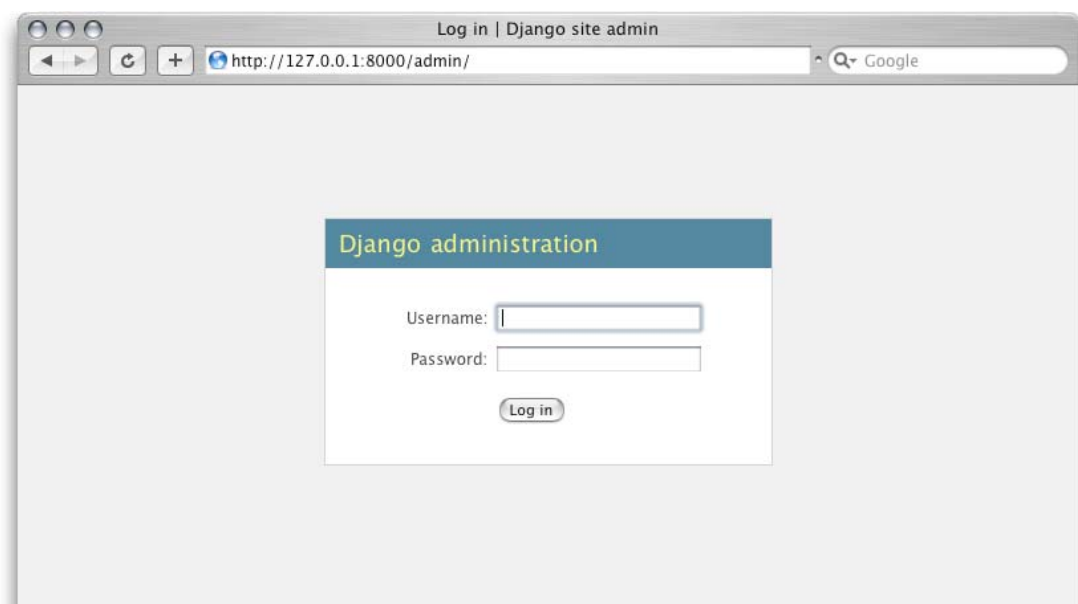 Log in | Django site admin
http://127.0.0.1:8000/admin/
Google
Django administration
Username:
Password:
Log in